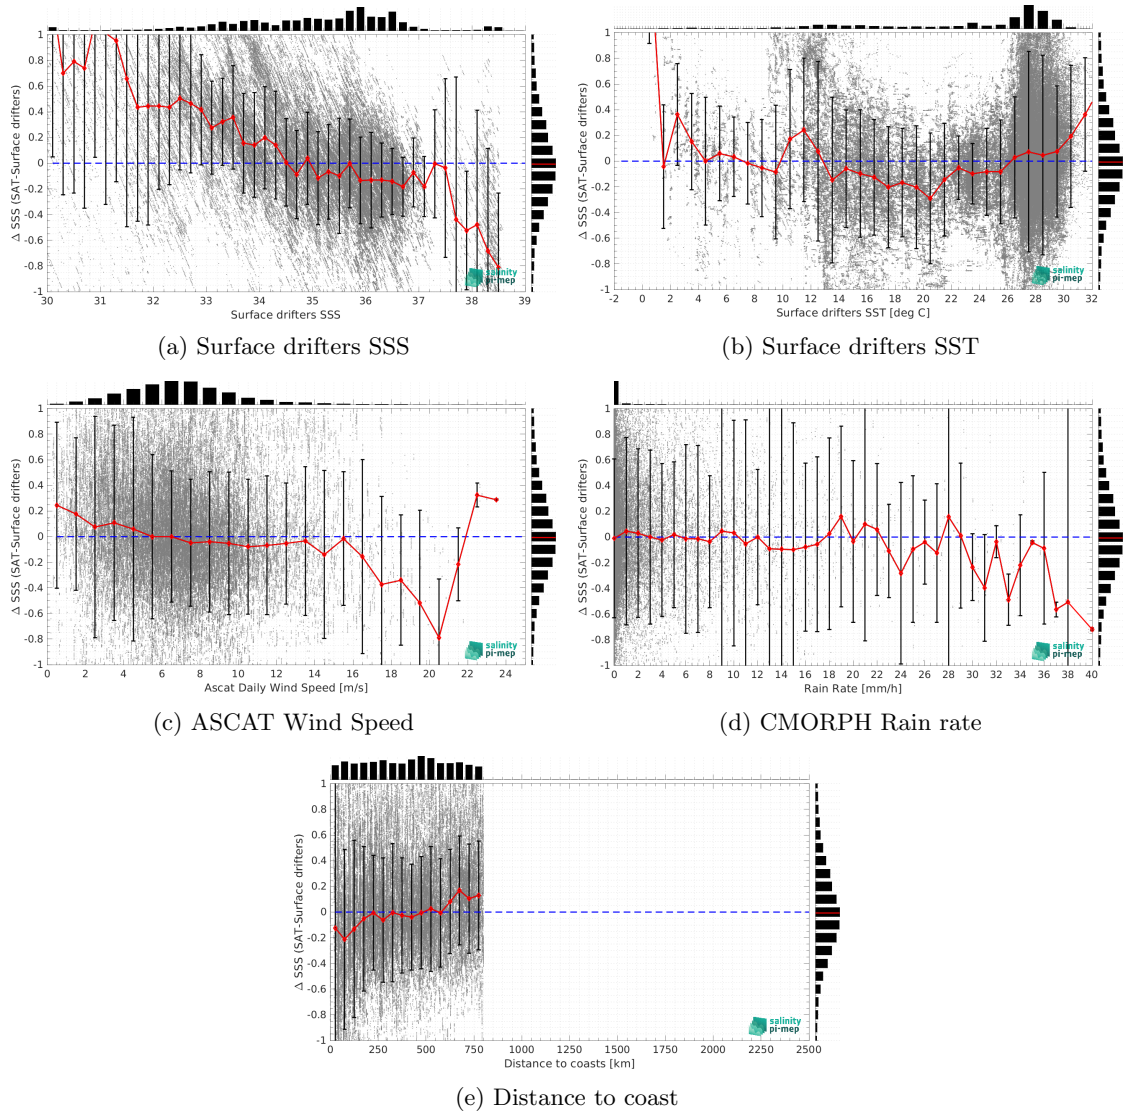 Δ SSS (SAT-Surface drifters)
1
0.8
0.6
0.4
0.2
0
-0.2
-0.4
-0.6
-0.8
-1
30 31 32 33 34 35 36 37 38 39
Surface drifters SSS
salinity
pi-mep
(a) Surface drifters SSS
Δ SSS (SAT-Surface drifters)
1
0.8
0.6
0.4
0.2
0
-0.2
-0.4
-0.6
-0.8
-1
-2 0 2 4 6 8 10 12 14 16 18 20 22 24 26 28 30 32
Surface drifters SST [deg C]
salinity
pi-mep
(b) Surface drifters SST
Δ SSS (SAT-Surface drifters)
1
0.8
0.6
0.4
0.2
0
-0.2
-0.4
-0.6
-0.8
-1
0 2 4 6 8 10 12 14 16 18 20 22 24
Ascat Daily Wind Speed [m/s]
salinity
pi-mep
(c) ASCAT Wind Speed
Δ SSS (SAT-Surface drifters)
1
0.8
0.6
0.4
0.2
0
-0.2
-0.4
-0.6
-0.8
-1
0 2 4 6 8 10 12 14 16 18 20 22 24 26 28 30 32 34 36 38 40
Rain Rate [mm/h]
salinity
pi-mep
(d) CMORPH Rain rate
Δ SSS (SAT-Surface drifters)
1
0.8
0.6
0.4
0.2
0
-0.2
-0.4
-0.6
-0.8
-1
0 250 500 750 1000 1250 1500 1750 2000 2250 2500
Distance to coasts [km]
salinity
pi-mep
(e) Distance to coast